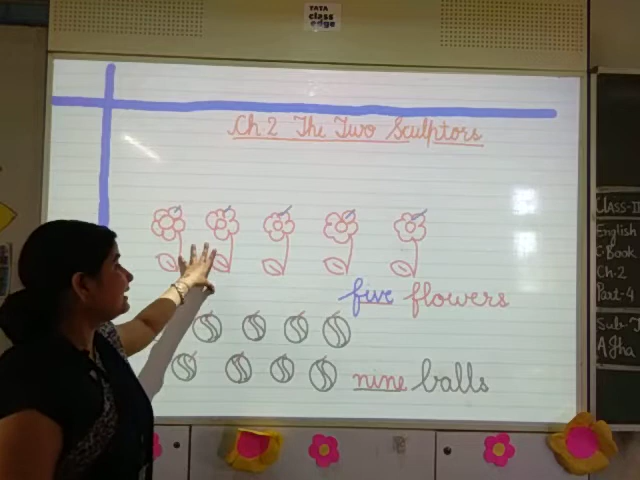 TATA
class
edge
Ch 2 The Two Sculptors
five flowers
nine balls
CLASS-II
English
C.Book
Ch-2
Part-4
Sub-T
A Jha